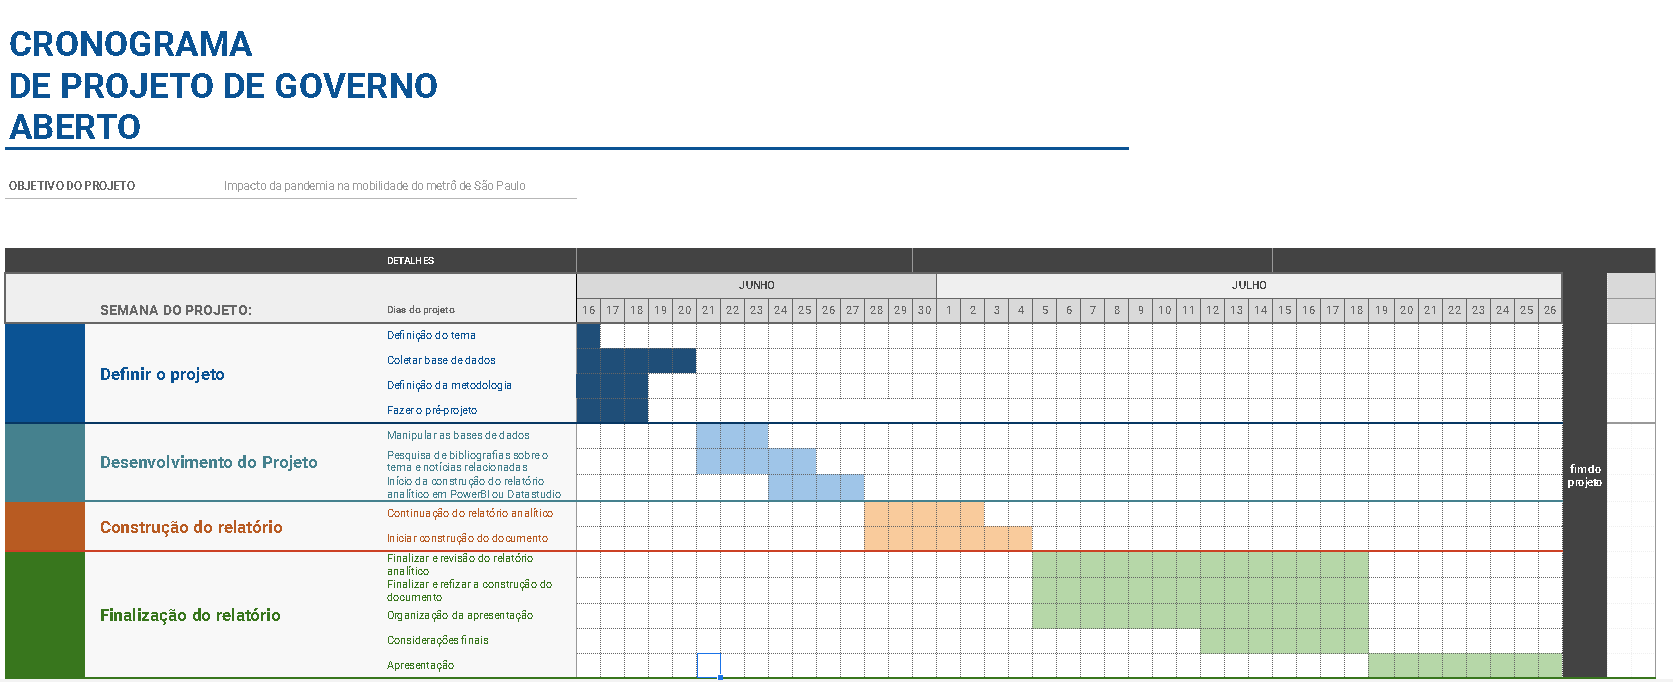 CRONOGRAMA
DE PROJETO DE GOVERNO
ABERTO
OBJETIVO DO PROJETO Impacto da pandemia na mobilidade do metrô de São Paulo
DETALHES
JUNHO JULHO
SEMANA DO PROJETO: Dias do projeto 16 17 18 19 20 21 22 23 24 25 26 27 28 29 30 1 2 3 4 5 6 7 8 9 10 11 12 13 14 15 16 17 18 19 20 21 22 23 24 25 26
Definir o projeto
Definição do tema
Coletar base de dados
Definição da metodologia
Fazer o pré-projeto
Desenvolvimento do Projeto
Manipular as bases de dados
Pesquisa de bibliografias sobre o
tema e notícias relacionadas
Início da construção do relatório
analítico em PowerBI ou Datastudio
Construção do relatório
Continuação do relatório analítico
Iniciar construção do documento
Finalização do relatório
Finalizar e revisão do relatório
analítico
Finalizar e refizar a construção do
documento
Organização da apresentação
Considerações finais
Apresentação
fim do
projeto